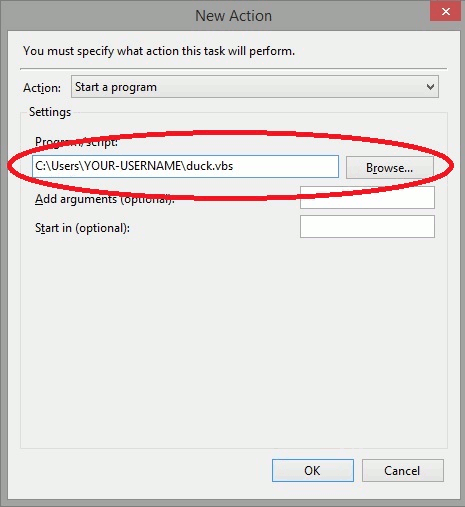 New Action
You must specify what action this task will perform.
Action: Start a program
Settings
Program/script:
C:\Users\YOUR-USERNAME\duck.vbs Browse...
Add arguments (optional):
Start in (optional):
OK Cancel